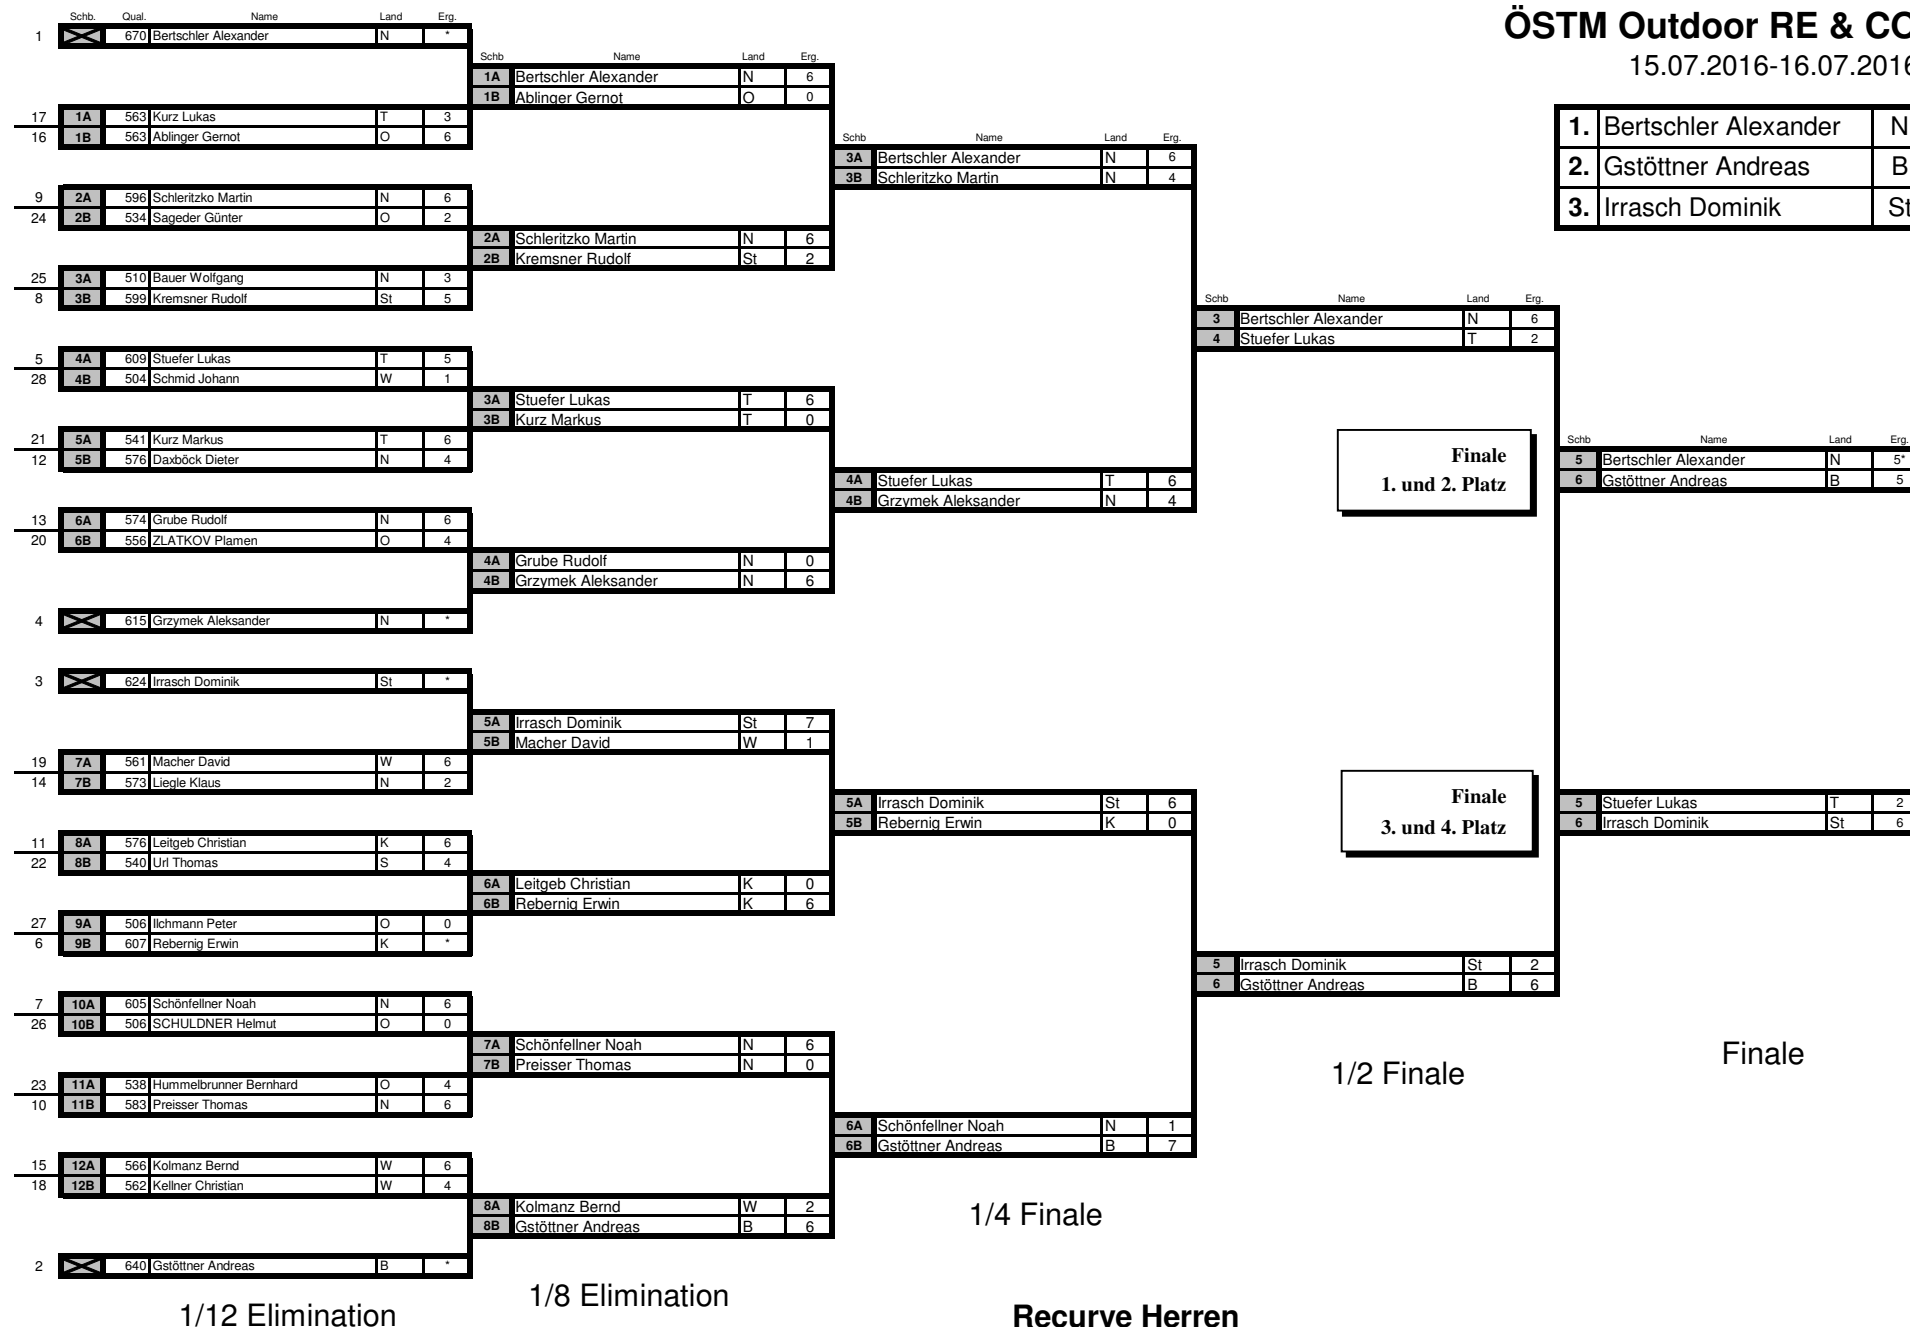 ÖSTM Outdoor RE & CO
15.07.2016-16.07.2016
1. Bertschler Alexander N
2. Gstöttner Andreas B
3. Irrasch Dominik St
Schb. Qual. Name Land Erg.
1 670 Bertschler Alexander N *
17 1A 563 Kurz Lukas T 3
16 1B 563 Ablinger Gernot O 6
9 2A 596 Schleritzko Martin N 6
24 2B 534 Sageder Günter O 2
25 3A 510 Bauer Wolfgang N 3
8 3B 599 Kremsner Rudolf St 5
5 4A 609 Stuefer Lukas T 5
28 4B 504 Schmid Johann W 1
21 5A 541 Kurz Markus T 6
12 5B 576 Daxböck Dieter N 4
13 6A 574 Grube Rudolf N 6
20 6B 556 ZLATKOV Plamen O 4
4 615 Grzymek Aleksander N *
3 624 Irrasch Dominik St *
19 7A 561 Macher David W 6
14 7B 573 Liegle Klaus N 2
11 8A 576 Leitgeb Christian K 6
22 8B 540 Url Thomas S 4
27 9A 506 Ilchmann Peter O 0
6 9B 607 Rebernig Erwin K *
7 10A 605 Schönfellner Noah N 6
26 10B 506 SCHULDNER Helmut O 0
23 11A 538 Hummelbrunner Bernhard O 4
10 11B 583 Preisser Thomas N 6
15 12A 566 Kolmanz Bernd W 6
18 12B 562 Kellner Christian W 4
2 640 Gstöttner Andreas B *
1/12 Elimination
Schb Name Land Erg.
1A Bertschler Alexander N 6
1B Ablinger Gernot O 0
2A Schleritzko Martin N 6
2B Kremsner Rudolf St 2
3A Stuefer Lukas T 6
3B Kurz Markus T 0
4A Grube Rudolf N 0
4B Grzymek Aleksander N 6
5A Irrasch Dominik St 7
5B Macher David W 1
6A Leitgeb Christian K 0
6B Rebernig Erwin K 6
7A Schönfellner Noah N 6
7B Preisser Thomas N 0
8A Kolmanz Bernd W 2
8B Gstöttner Andreas B 6
1/8 Elimination
Schb Name Land Erg.
3A Bertschler Alexander N 6
3B Schleritzko Martin N 4
4A Stuefer Lukas T 6
4B Grzymek Aleksander N 4
5A Irrasch Dominik St 6
5B Rebernig Erwin K 0
6A Schönfellner Noah N 1
6B Gstöttner Andreas B 7
1/4 Finale
Schb Name Land Erg.
3 Bertschler Alexander N 6
4 Stuefer Lukas T 2
5 Irrasch Dominik St 2
6 Gstöttner Andreas B 6
1/2 Finale
Finale
1. und 2. Platz
Schb Name Land Erg.
5 Bertschler Alexander N 5*
6 Gstöttner Andreas B 5
Finale
3. und 4. Platz
5 Stuefer Lukas T 2
6 Irrasch Dominik St 6
Finale
Recurve Herren